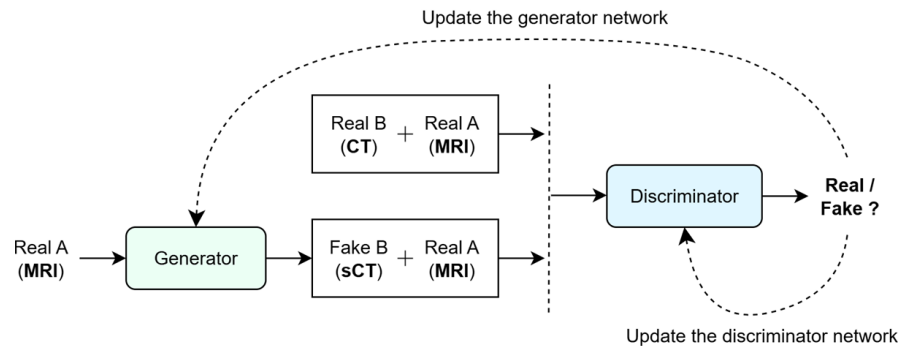 Update the generator network
Real B + Real A
(CT) (MRI)
Real / Fake ?
Discriminator
Real A
(MRI)
Generator
Fake B + Real A
(sCT) (MRI)
Update the discriminator network